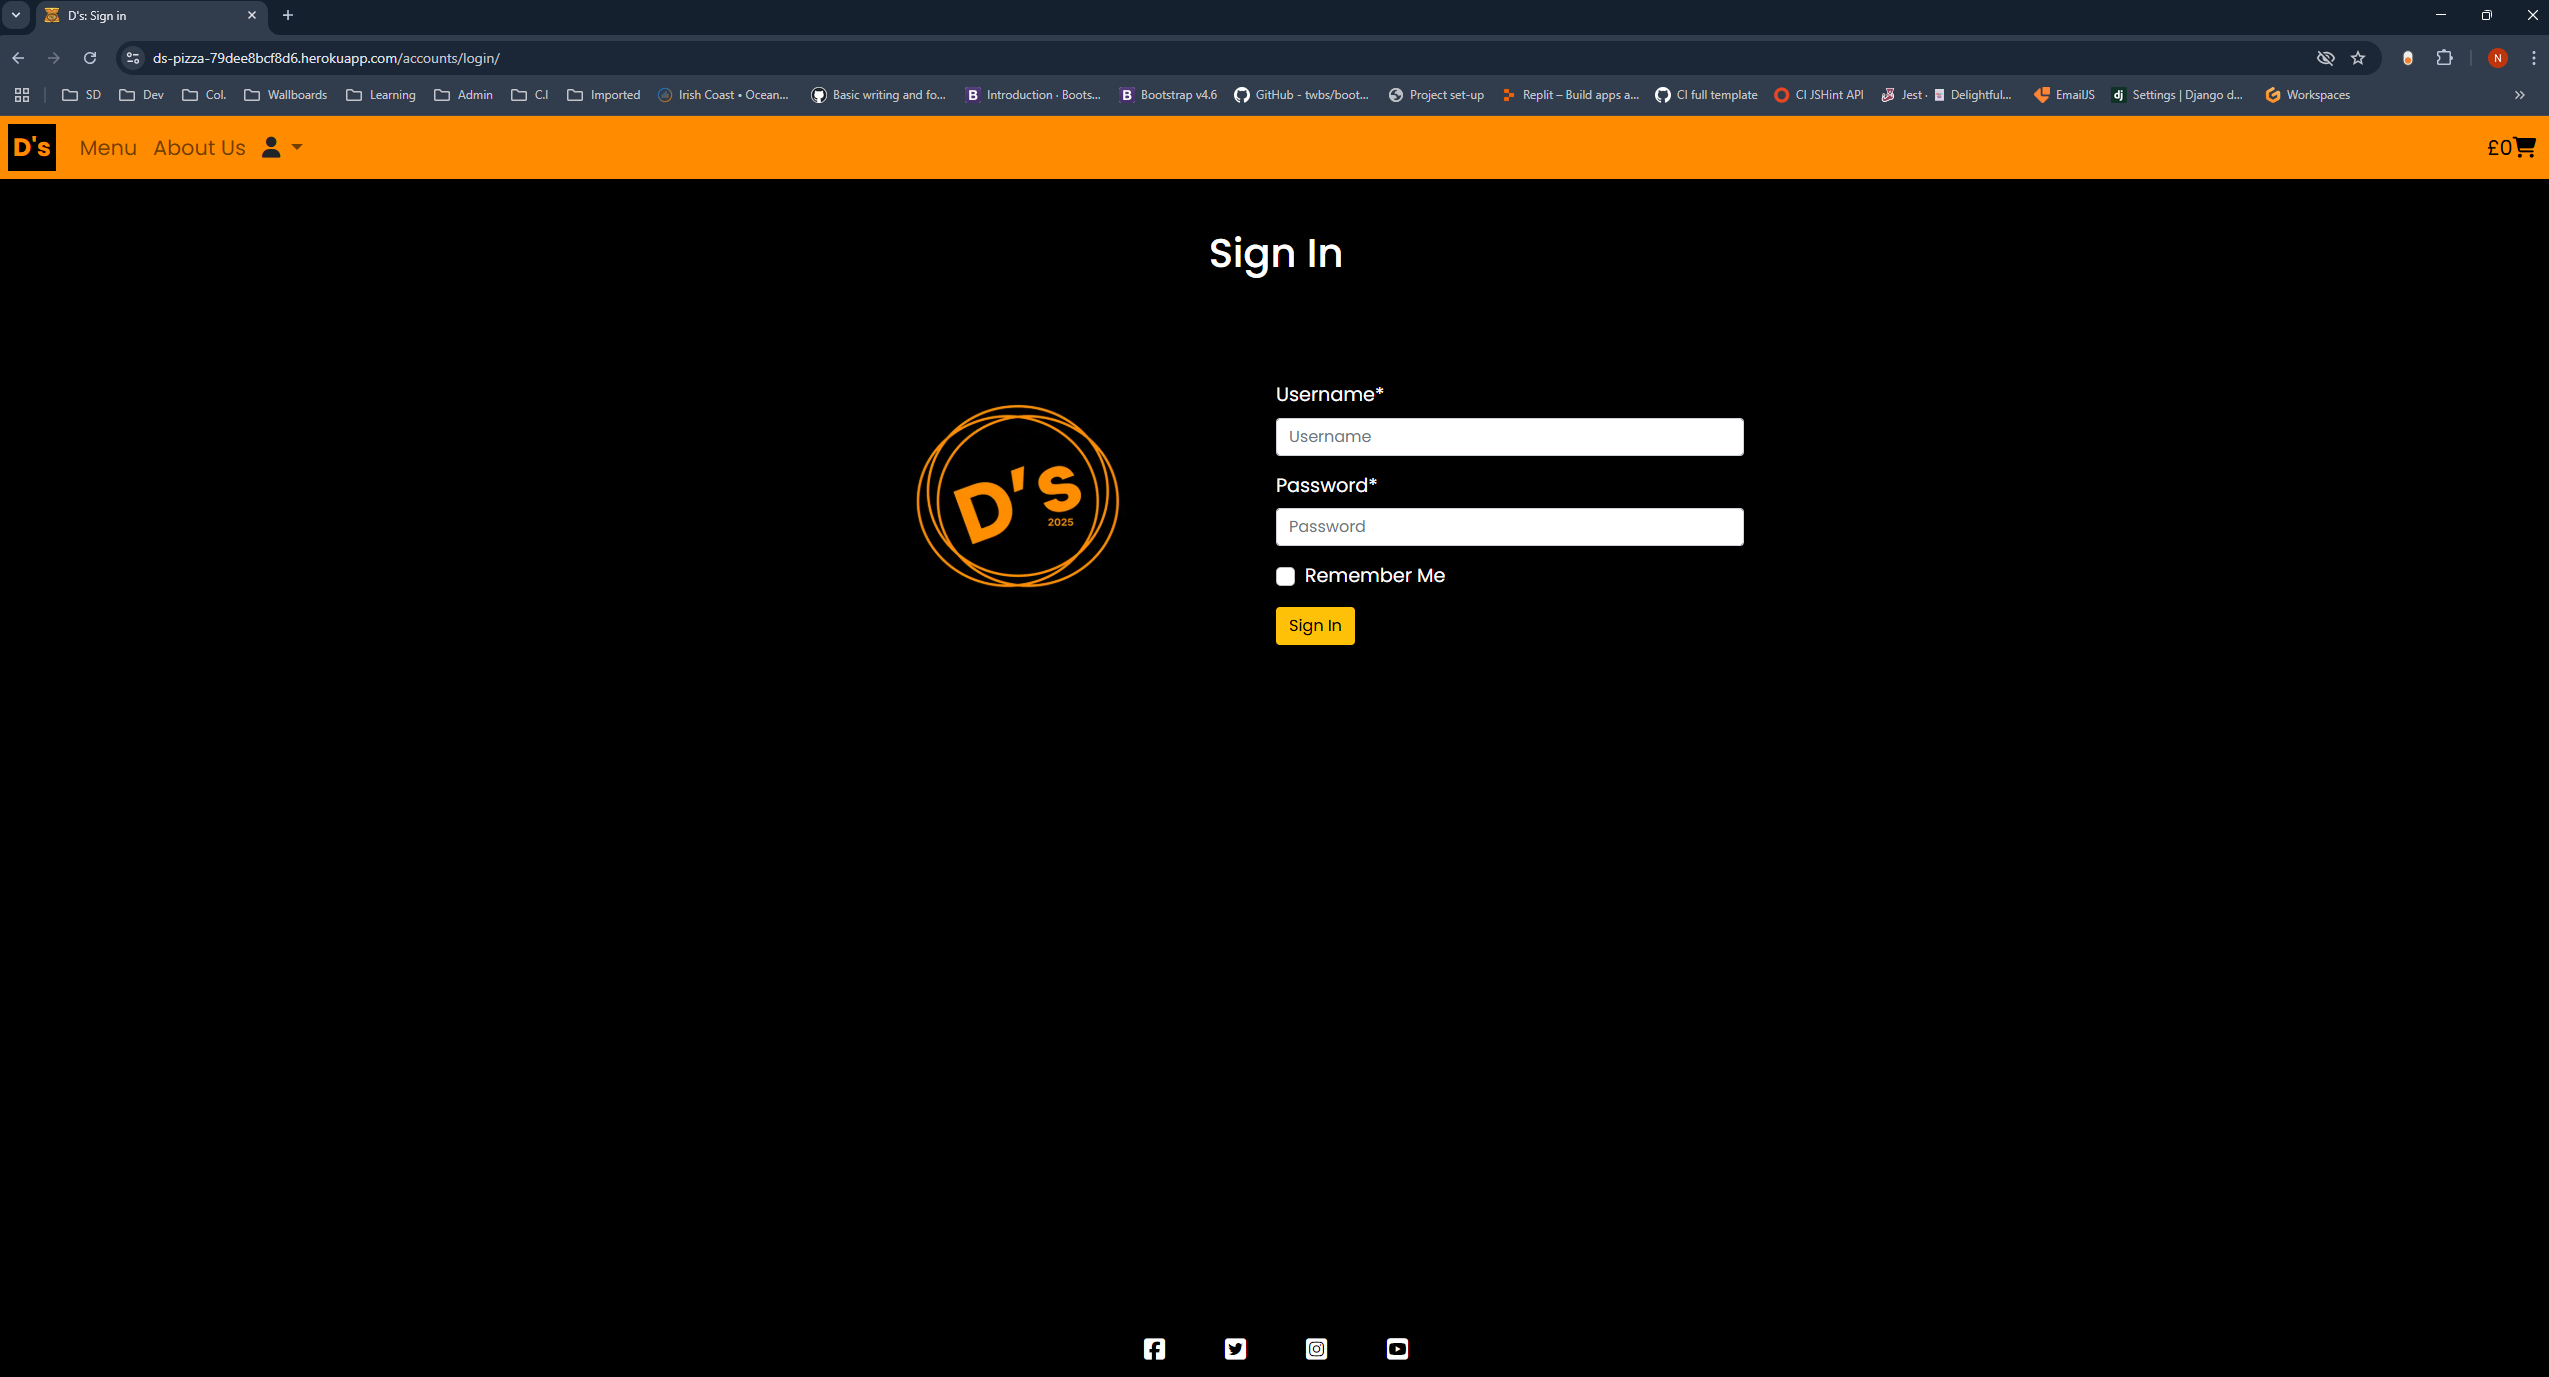 D's: Sign in
ds-pizza-79dee8bcf8d6.herokuapp.com/accounts/login/
N
SD Dev Col. Wallboards Learning Admin C.I Imported Irish Coast • Ocean... Basic writing and fo... Introduction · Boots... Bootstrap v4.6 GitHub - twbs/boot... Project set-up Replit – Build apps a... CI full template CI JSHint API Jest · Delightful... EmailJS Settings | Django d... Workspaces
D's Menu About Us £0
Sign In
D's
2025
Username*
Username
Password*
Password
Remember Me
Sign In